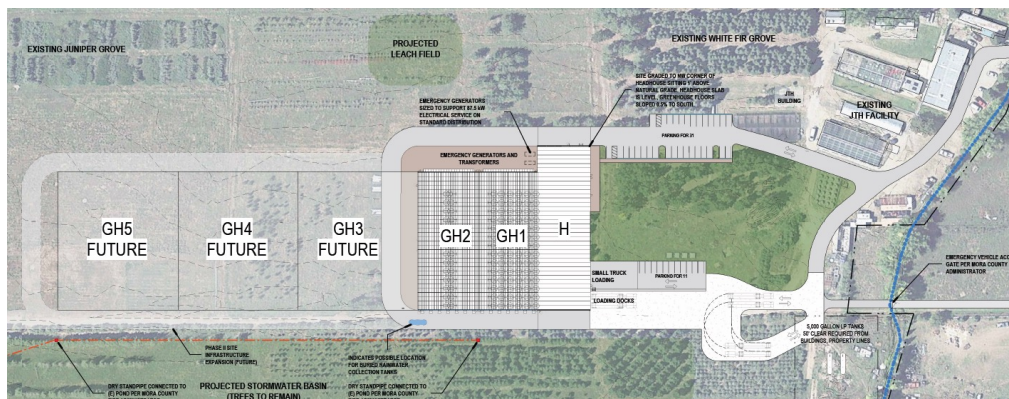 EXISTING JUNIPER GROVE
PROJECTED
LEACH FIELD
EXISTING WHITE FIR GROVE
SITE GRADED TO NW CORNER OF
HEADHOUSE SITTING 1' ABOVE
NATURAL GRADE. HEADHOUSE SLAB
IS LEVEL, GREENHOUSE FLOORS
SLOPED 0.5% TO SOUTH.
JTH
BUILDING
EXISTING
JTH FACILITY
EMERGENCY GENERATORS
SIZED TO SUPPORT 87.5 kW
ELECTRICAL SERVICE ON
STANDARD DISTRIBUTION
PARKING FOR 21
EMERGENCY GENERATORS AND
TRANSFORMERS
GH5
FUTURE
GH4
FUTURE
GH3
FUTURE
GH2
GH1
H
SMALL TRUCK
LOADING
PARKING FOR 11
LOADING DOCKS
EMERGENCY VEHICLE ACC
GATE PER MORA COUNTY
ADMINISTRATOR
5,000 GALLON LP TANKS
50' CLEAR REQUIRED FROM
BUILDINGS, PROPERTY LINES
PHASE II SITE
INFRASTRUCTURE
EXPANSION (FUTURE)
INDICATES POSSIBLE LOCATION
FOR BURIED RAINWATER
COLLECTION TANKS
DRY STANDPIPE CONNECTED TO
(E) POND PER MORA COUNTY
PROJECTED STORMWATER BASIN
(TREES TO REMAIN)
DRY STANDPIPE CONNECTED TO
(E) POND PER MORA COUNTY